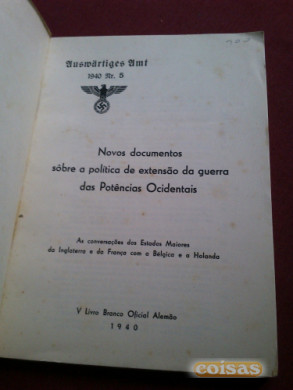 Auswärtiges Amt
1940 Nr. 5
Novos documentos
sôbre a política de extensão da guerra
das Potências Ocidentais
As conversações dos Estados Maiores
da Inglaterra e da França com a Bélgica e a Holanda
V Livro Branco Oficial Alemão
1940
coisas